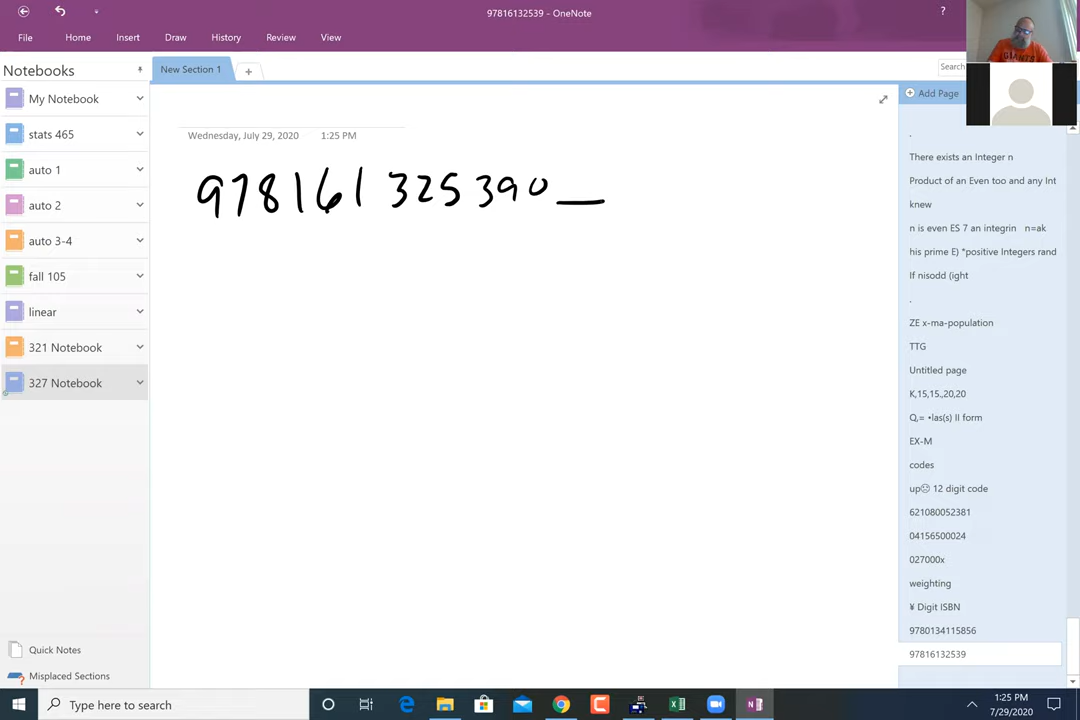 97816132539 - OneNote
?
File Home Insert Draw History Review View
Notebooks
My Notebook
stats 465
auto 1
auto 2
auto 3-4
fall 105
linear
321 Notebook
327 Notebook
Quick Notes
Misplaced Sections
New Section 1
+
Wednesday, July 29, 2020 1:25 PM
978161325390_
GIANTS
Search
Add Page
.
There exists an Integer n
Product of an Even too and any Int
knew
n is even ES 7 an integrin n=ak
his prime E) *positive Integers rand
If nisodd (ight
.
ZE x-ma-population
TTG
Untitled page
K,15,15.,20,20
Q,= •las(s) II form
EX-M
codes
up☹ 12 digit code
621080052381
04156500024
027000x
weighting
¥ Digit ISBN
9780134115856
97816132539
Type here to search
1:25 PM
7/29/2020